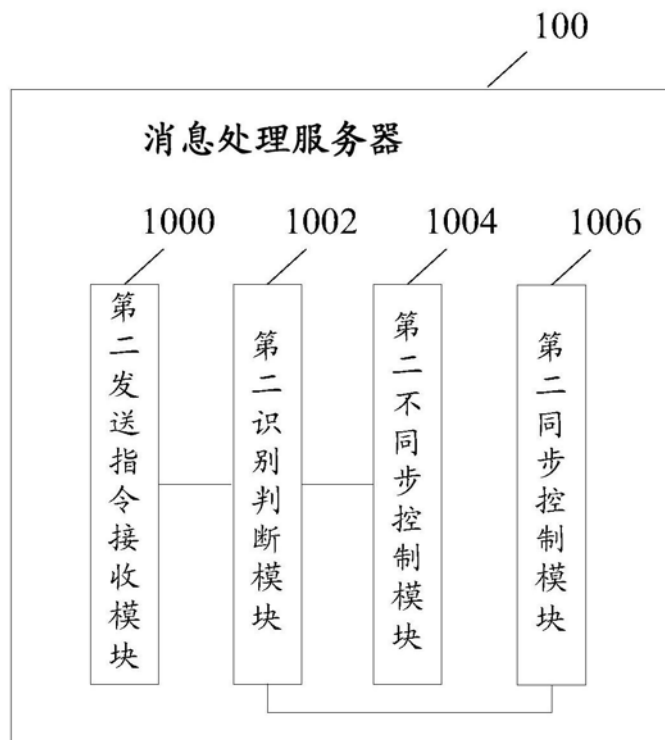 100
消息处理服务器
1000
1002
1004
1006
第二发送指令接收模块
第二识别判断模块
第二不同步控制模块
第二同步控制模块